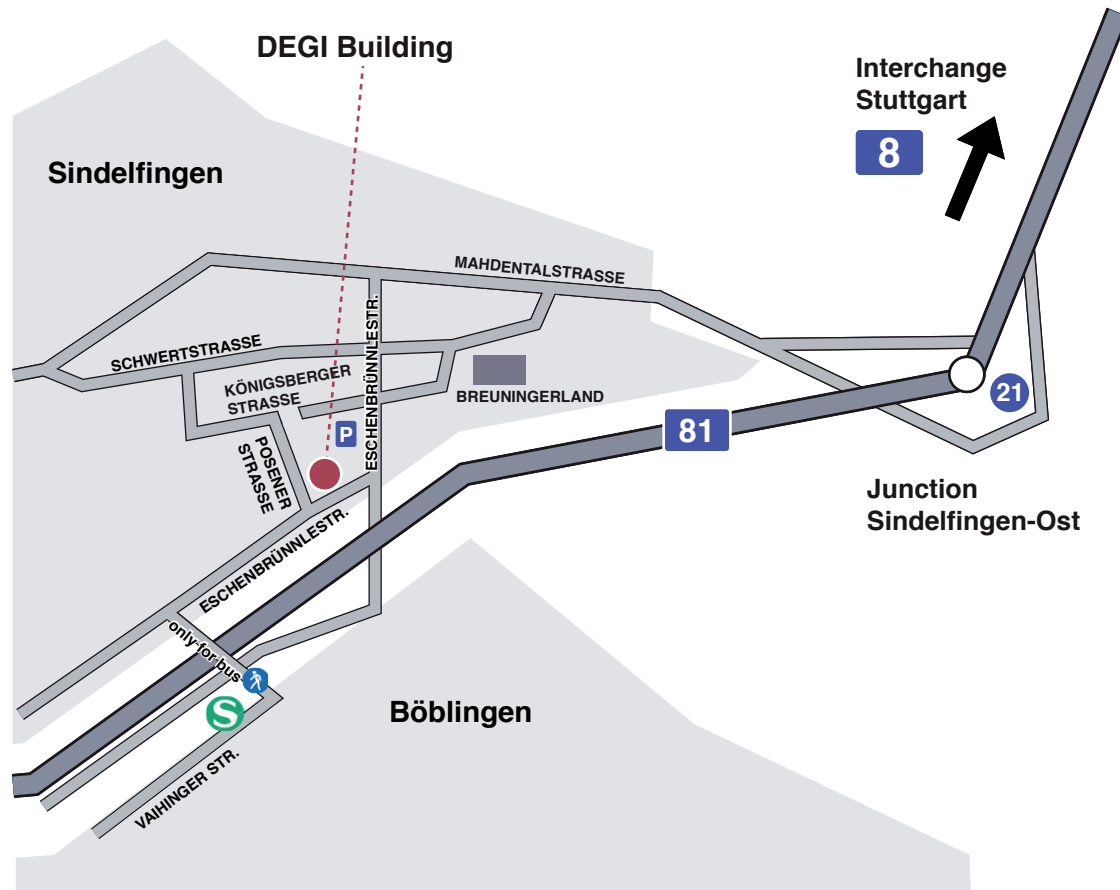 DEGI Building
Interchange
Stuttgart
8
Sindelfingen
MAHDENTALSTRASSE
ESCHENBRÜNNLESTR.
SCHWERTSTRASSE
KÖNIGSBERGER
STRASSE
BREUNINGERLAND
21
81
P
POSENER
STRASSE
Junction
Sindelfingen-Ost
ESCHENBRÜNNLESTR.
only for bus
S
Böblingen
VAIHINGER STR.